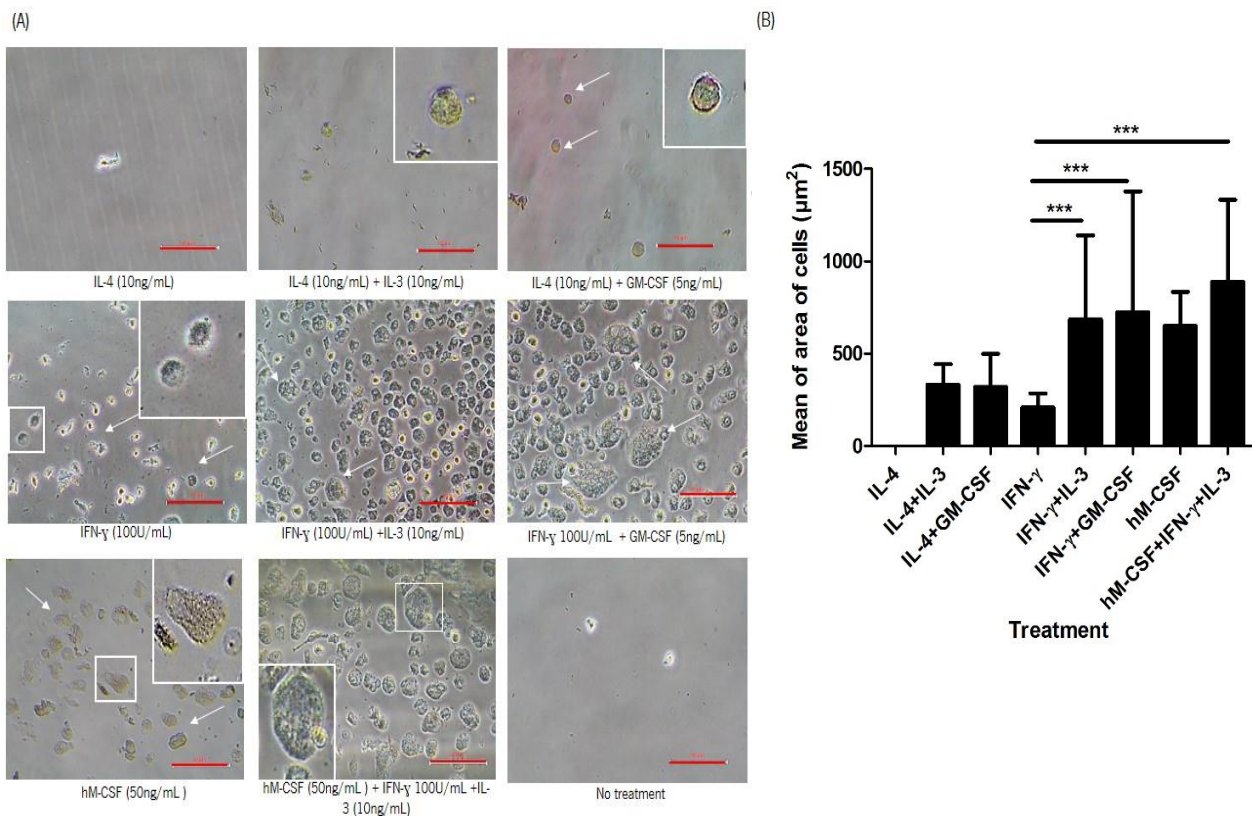 (A)
IL-4 (10ng/mL)
IL-4 (10ng/mL) + IL-3 (10ng/mL)
IL-4 (10ng/mL) + GM-CSF (5ng/mL)
IFN-ɣ (100U/mL)
IFN-ɣ (100U/mL) +IL-3 (10ng/mL)
IFN-ɣ 100U/mL + GM-CSF (5ng/mL)
hM-CSF (50ng/mL )
hM-CSF (50ng/mL ) + IFN-ɣ 100U/mL +IL-
3 (10ng/mL)
No treatment
(B)
Mean of area of cells (µm²)
1500
1000
500
0
***
***
***
IL-4
IL-4+IL-3
IL-4+GM-CSF
IFN-γ
IFN-γ+IL-3
IFN-γ+GM-CSF
hM-CSF
hM-CSF+IFN-γ+IL-3
Treatment